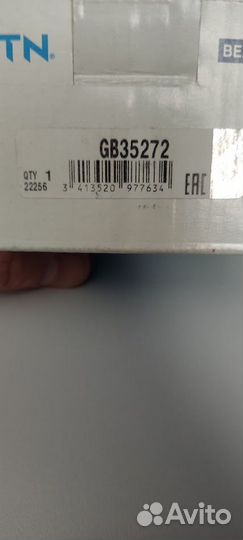 TN®
BE
GB35272
QTY 1
22256
3 413520 977634
EAC
Avito